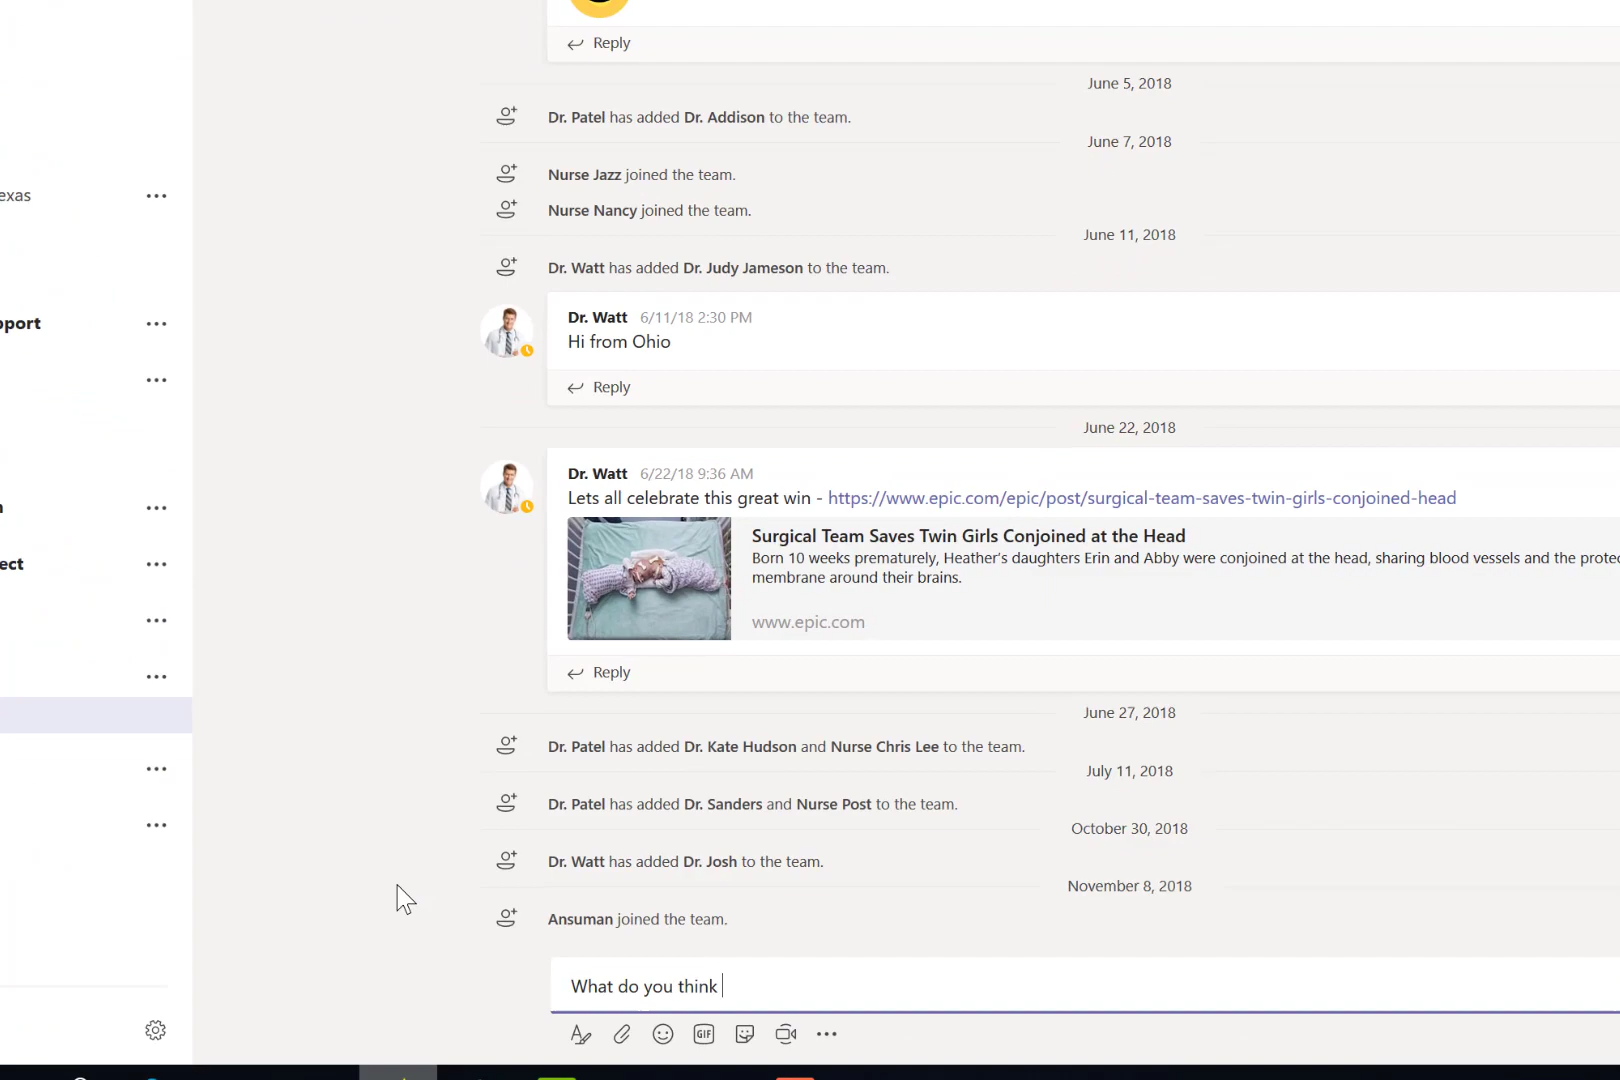 Reply
June 5, 2018
Dr. Patel has added Dr. Addison to the team.
June 7, 2018
Nurse Jazz joined the team.
Nurse Nancy joined the team.
June 11, 2018
Dr. Watt has added Dr. Judy Jameson to the team.
Dr. Watt 6/11/18 2:30 PM
Hi from Ohio
Reply
June 22, 2018
Dr. Watt 6/22/18 9:36 AM
Lets all celebrate this great win - https://www.epic.com/epic/post/surgical-team-saves-twin-girls-conjoined-head
Surgical Team Saves Twin Girls Conjoined at the Head
Born 10 weeks prematurely, Heather's daughters Erin and Abby were conjoined at the head, sharing blood vessels and the protec
membrane around their brains.
www.epic.com
Reply
June 27, 2018
Dr. Patel has added Dr. Kate Hudson and Nurse Chris Lee to the team.
July 11, 2018
Dr. Patel has added Dr. Sanders and Nurse Post to the team.
October 30, 2018
Dr. Watt has added Dr. Josh to the team.
November 8, 2018
Ansuman joined the team.
What do you think
GIF
exas
pport
ect